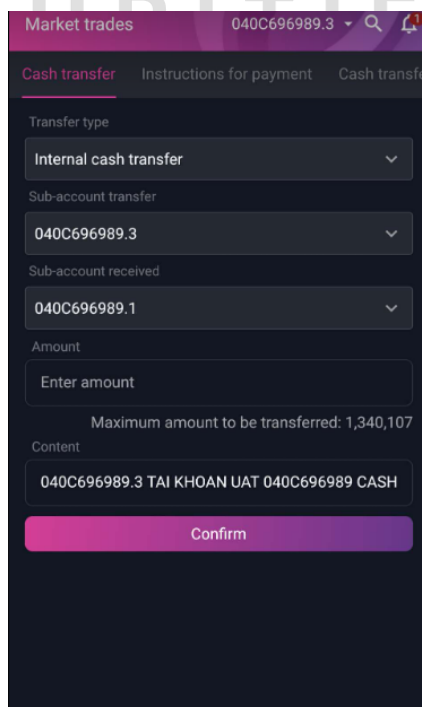 Market trades 040C696989.3 1
Cash transfer Instructions for payment Cash transfe
Transfer type
Internal cash transfer
Sub-account transfer
040C696989.3
Sub-account received
040C696989.1
Amount
Enter amount
Maximum amount to be transferred: 1,340,107
Content
040C696989.3 TAI KHOAN UAT 040C696989 CASH
Confirm